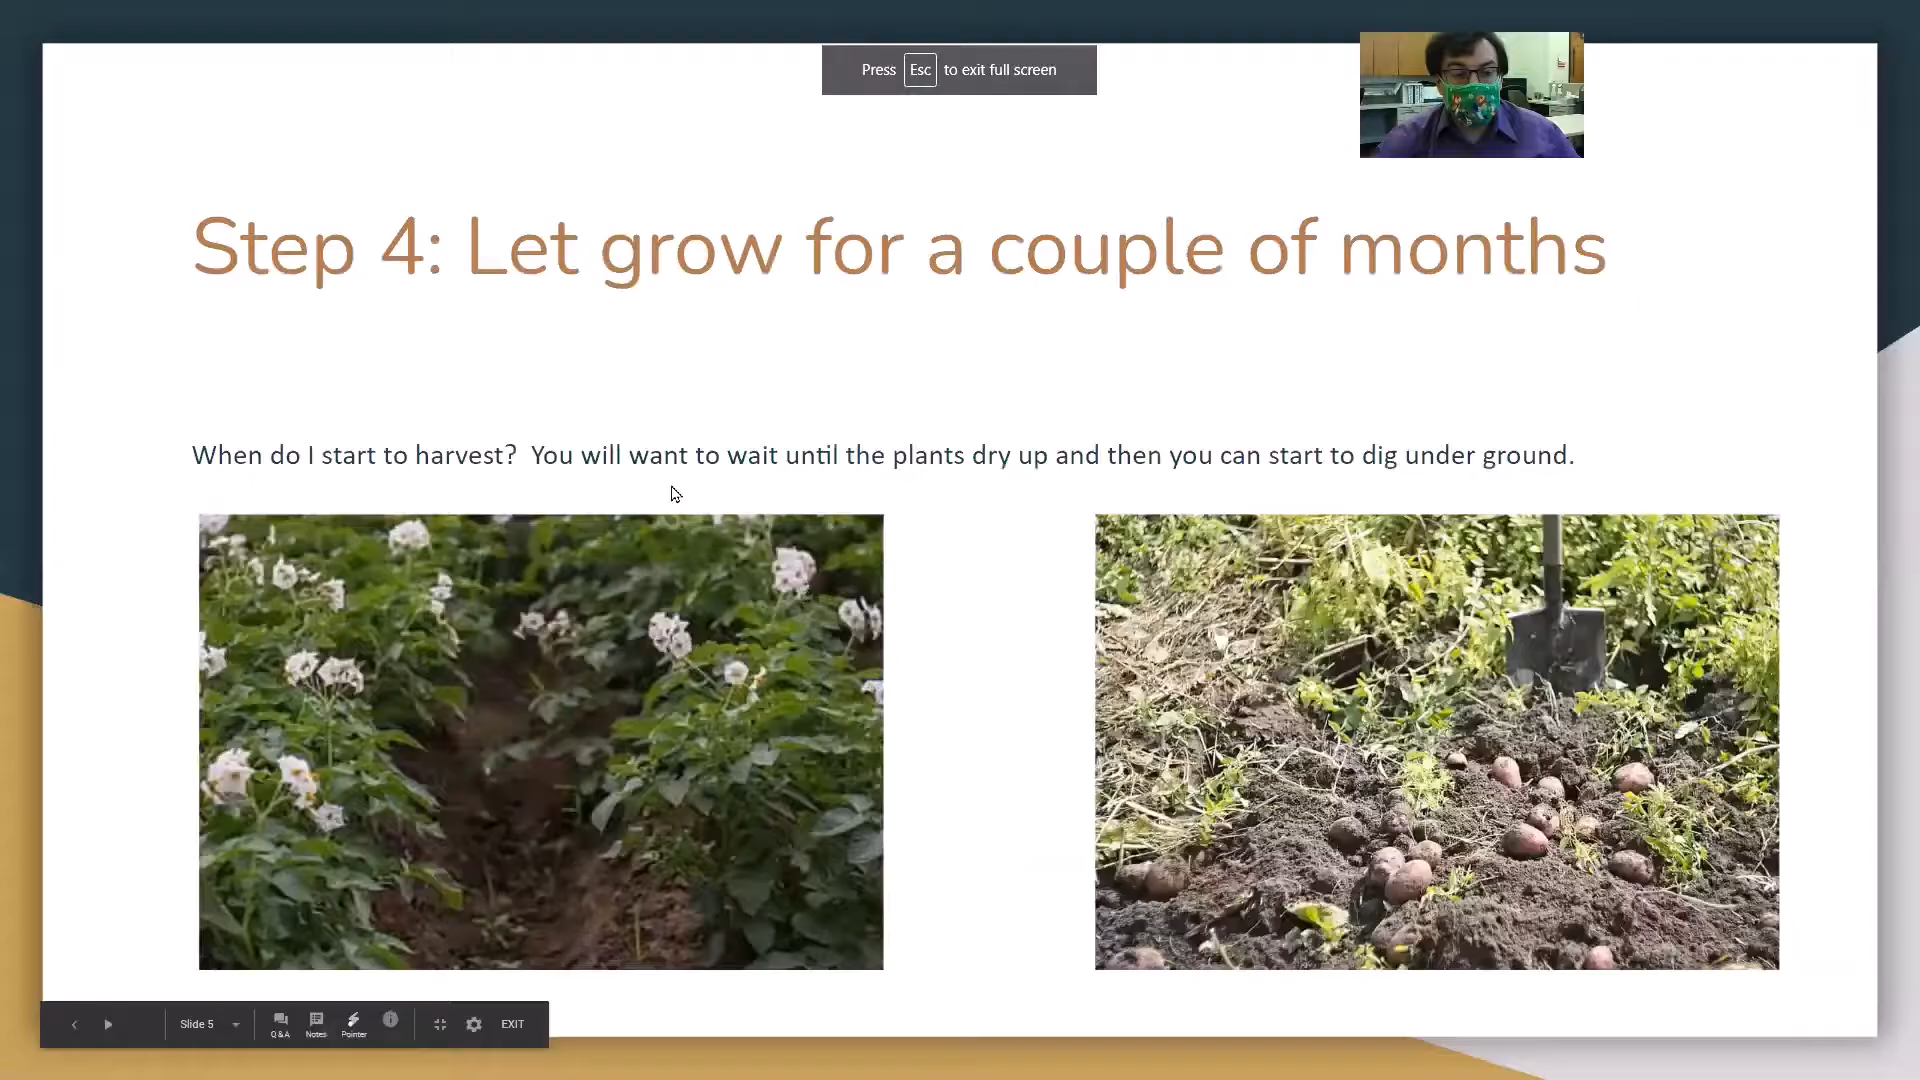 Press Esc to exit full screen
Step 4: Let grow for a couple of months
When do I start to harvest?  You will want to wait until the plants dry up and then you can start to dig under ground.
Slide 5
Q&A
Notes
Pointer
EXIT